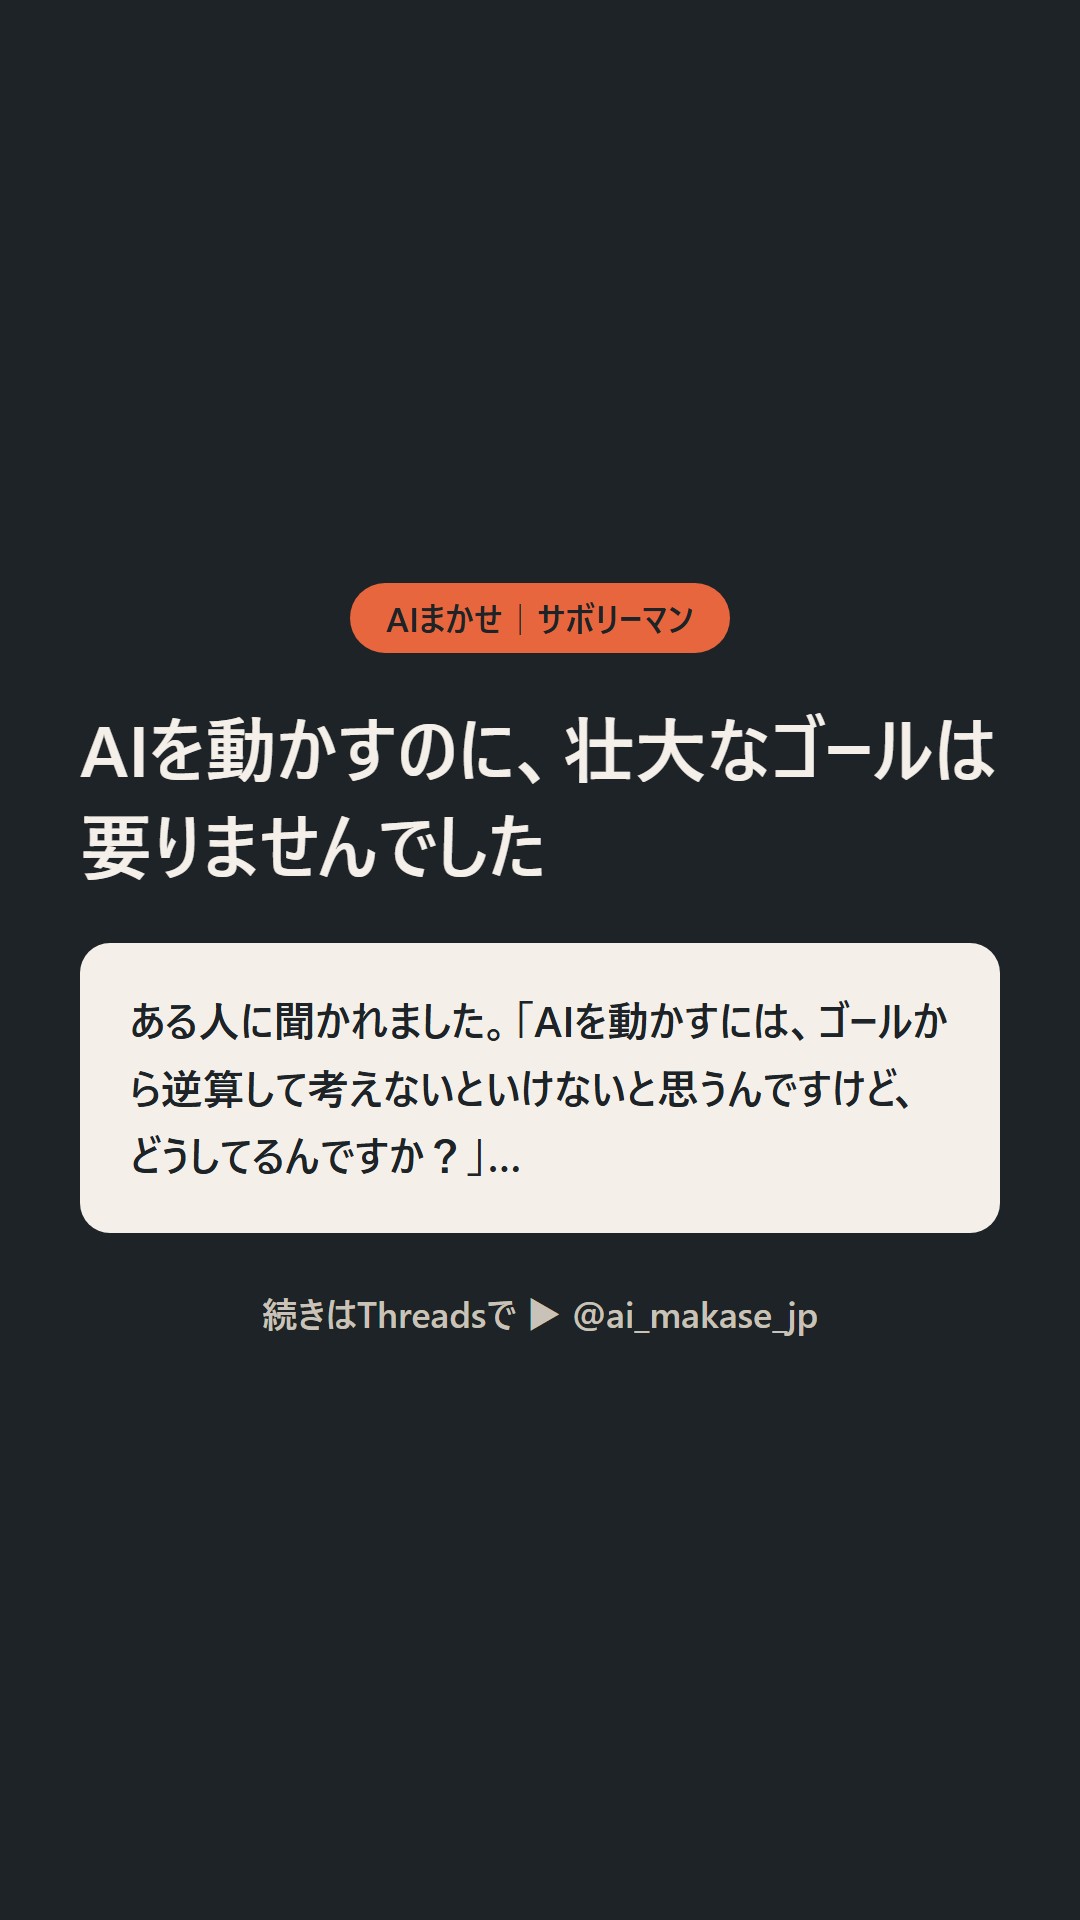 AIまかせ｜サボリーマン
AIを動かすのに、壮大なゴールは
要りませんでした
ある人に聞かれました。「AIを動かすには、ゴールか
ら逆算して考えないといけないと思うんですけど、
どうしてるんですか？」…
続きはThreadsで ▶ @ai_makase_jp